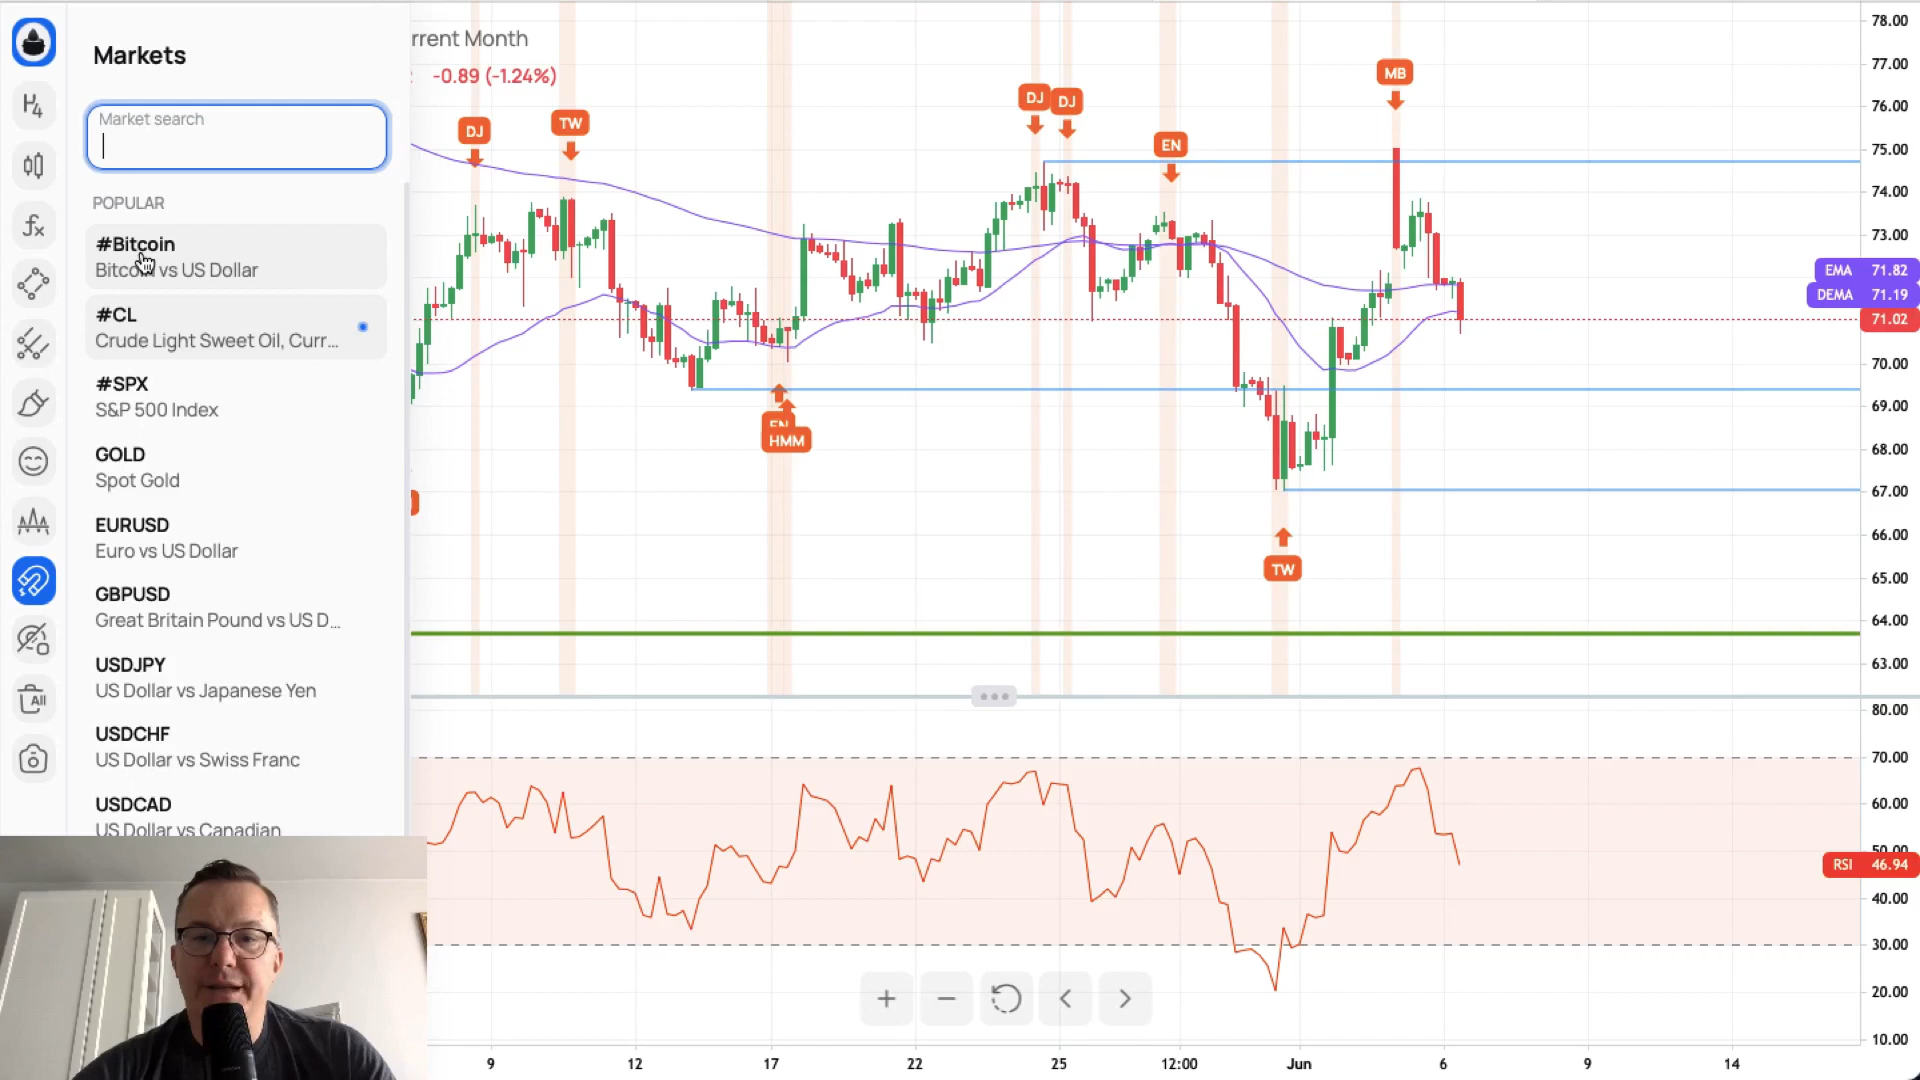 Markets
Market search
POPULAR
#Bitcoin
Bitcoin vs US Dollar
#CL
Crude Light Sweet Oil, Curr...
#SPX
S&P 500 Index
GOLD
Spot Gold
EURUSD
Euro vs US Dollar
GBPUSD
Great Britain Pound vs US D...
USDJPY
US Dollar vs Japanese Yen
USDCHF
US Dollar vs Swiss Franc
USDCAD
US Dollar vs Canadian
H4
fx
All
rrent Month
-0.89 (-1.24%)
DJ
TW
DJ
DJ
EN
MB
EN
HMM
TW
78.00
77.00
76.00
75.00
74.00
73.00
EMA 71.82
DEMA 71.19
71.02
70.00
69.00
68.00
67.00
66.00
65.00
64.00
63.00
80.00
70.00
60.00
50.00
RSI 46.94
40.00
30.00
20.00
10.00
9
12
17
22
25
12:00
Jun
6
9
14